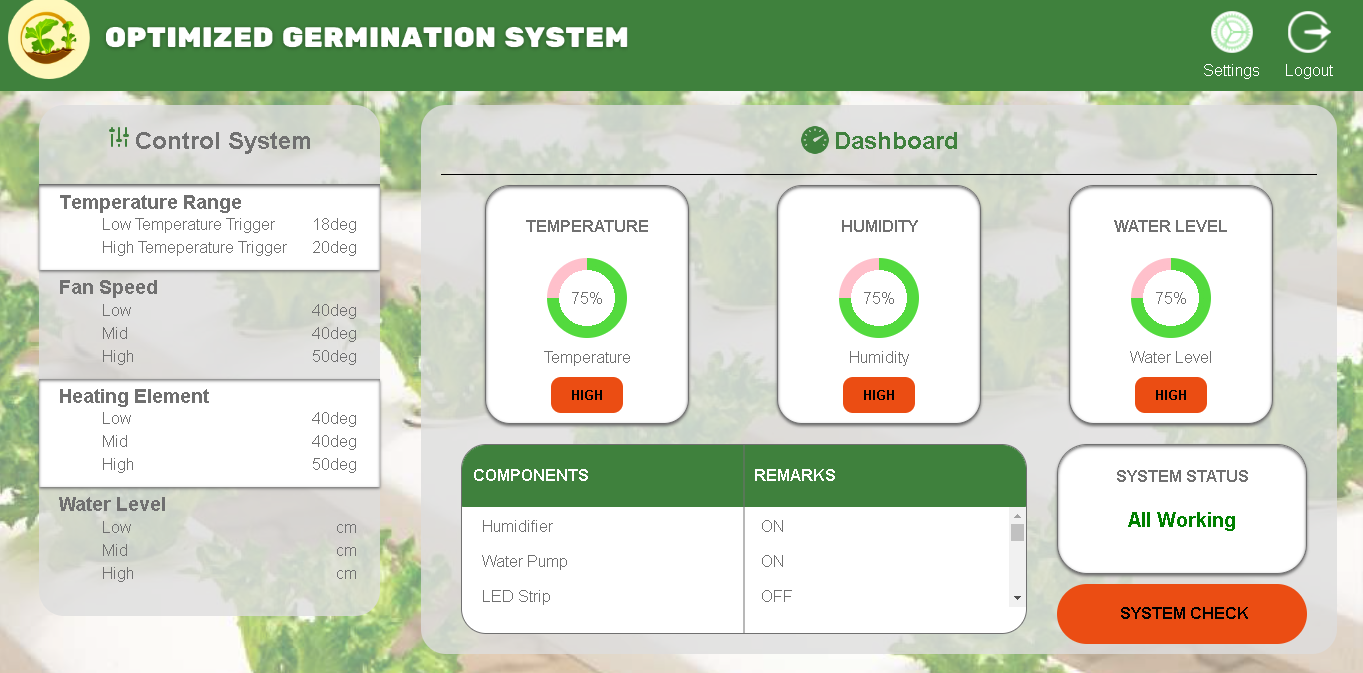 OPTIMIZED GERMINATION SYSTEM
Settings
Logout
Control System
Temperature Range
Low Temperature Trigger 18deg
High Temeperature Trigger 20deg
Fan Speed
Low 40deg
Mid 40deg
High 50deg
Heating Element
Low 40deg
Mid 40deg
High 50deg
Water Level
Low cm
Mid cm
High cm
Dashboard
TEMPERATURE
75%
Temperature
HIGH
HUMIDITY
75%
Humidity
HIGH
WATER LEVEL
75%
Water Level
HIGH
COMPONENTS REMARKS
Humidifier ON
Water Pump ON
LED Strip OFF
SYSTEM STATUS
All Working
SYSTEM CHECK